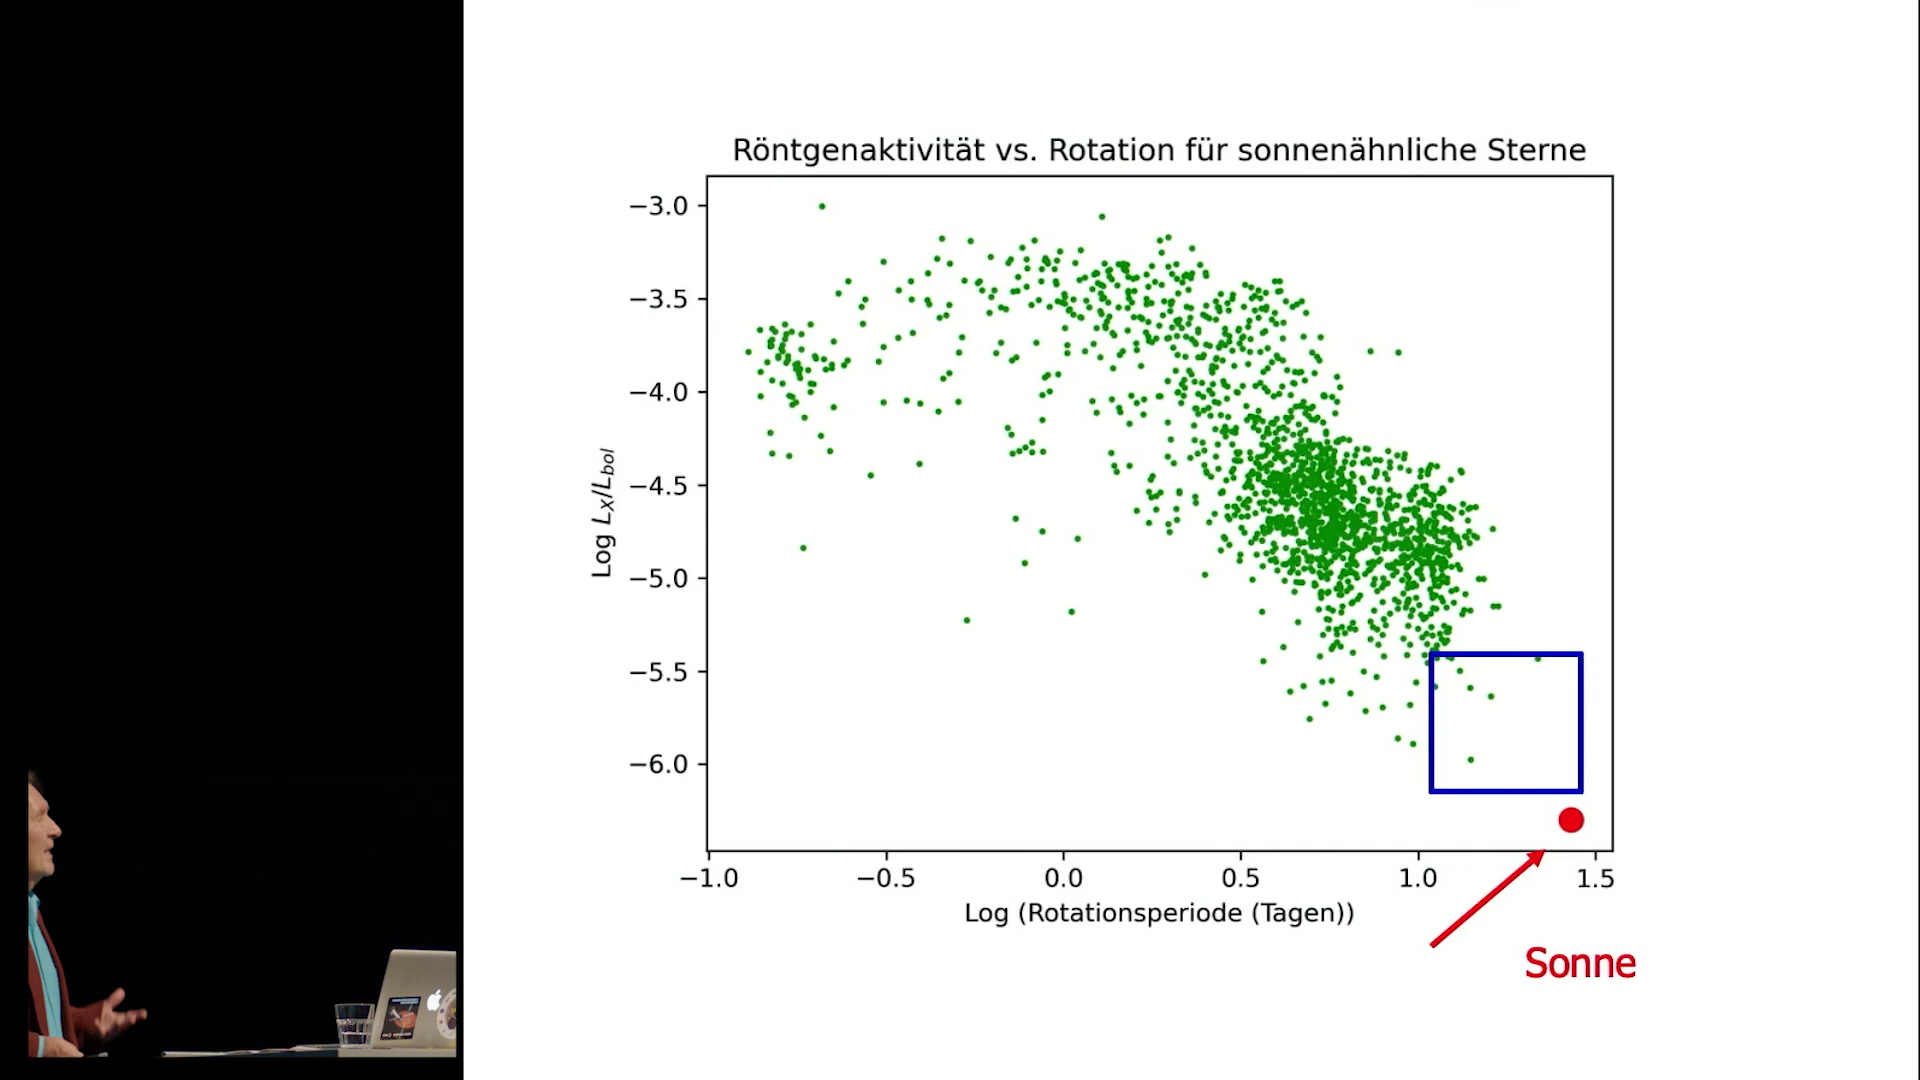 Röntgenaktivität vs. Rotation für sonnenähnliche Sterne
−3.0
−3.5
−4.0
−4.5
−5.0
−5.5
−6.0
Log L_X/L_bol
−1.0 −0.5 0.0 0.5 1.0 1.5
Log (Rotationsperiode (Tagen))
Sonne